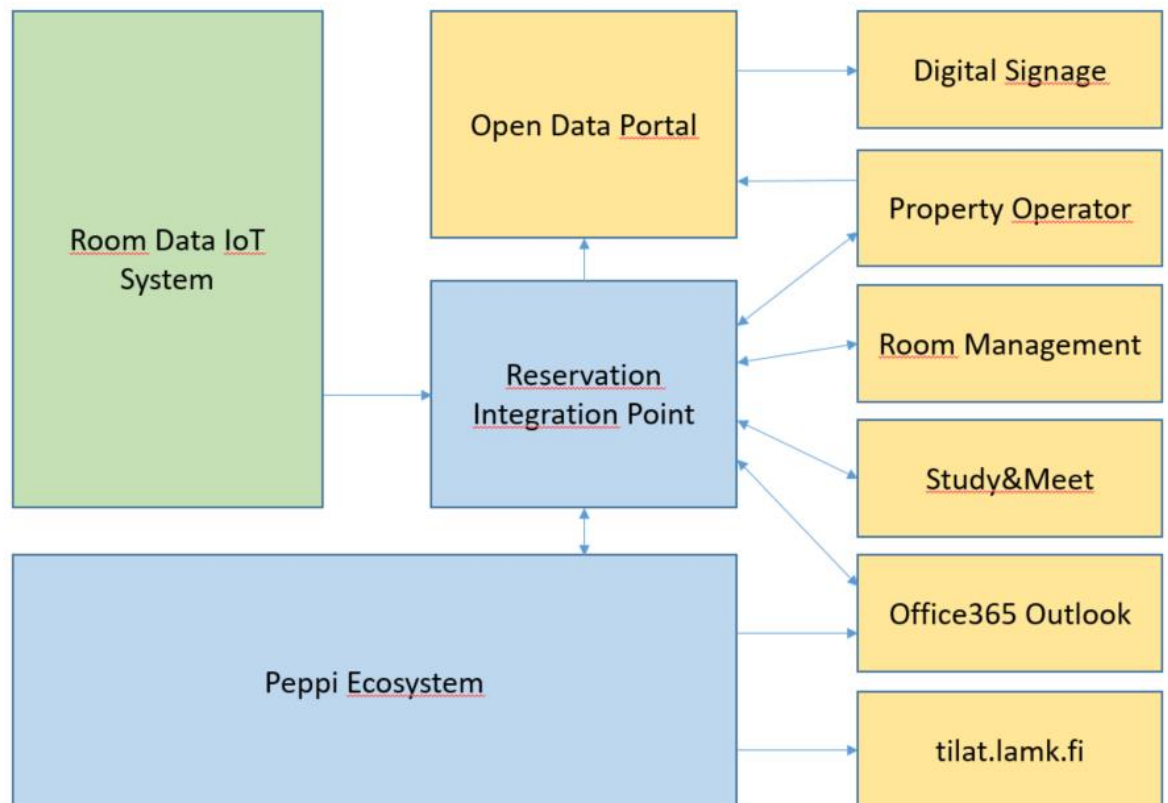 Room Data IoT
System
Open Data Portal
Reservation
Integration Point
Peppi Ecosystem
Digital Signage
Property Operator
Room Management
Study&Meet
Office365 Outlook
tilat.lamk.fi